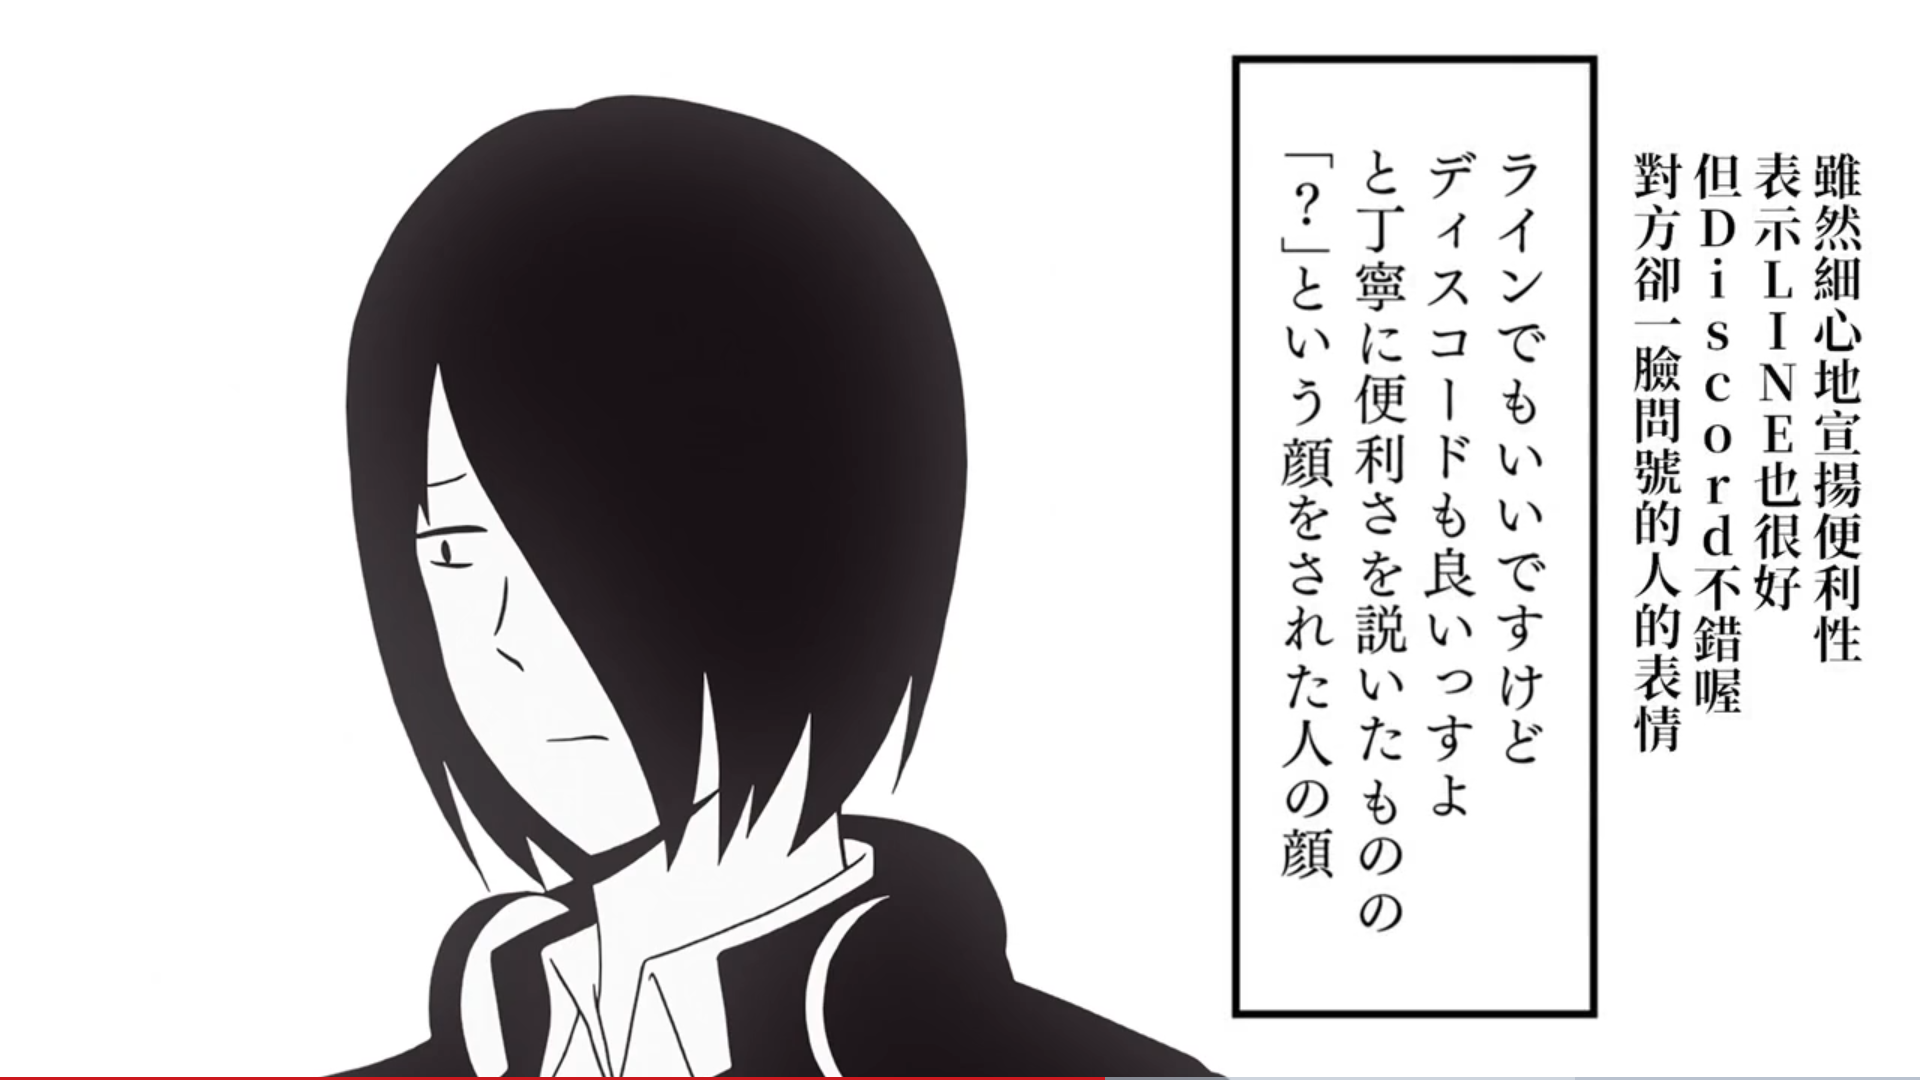 雖然細心地宣揚便利性
表示LINE也很好
但Discord不錯喔
對方卻一臉問號的人的表情
ラインでもいいですけど
ディスコードも良いっすよ
と丁寧に便利さを説いたものの
「？」という顔をされた人の顔